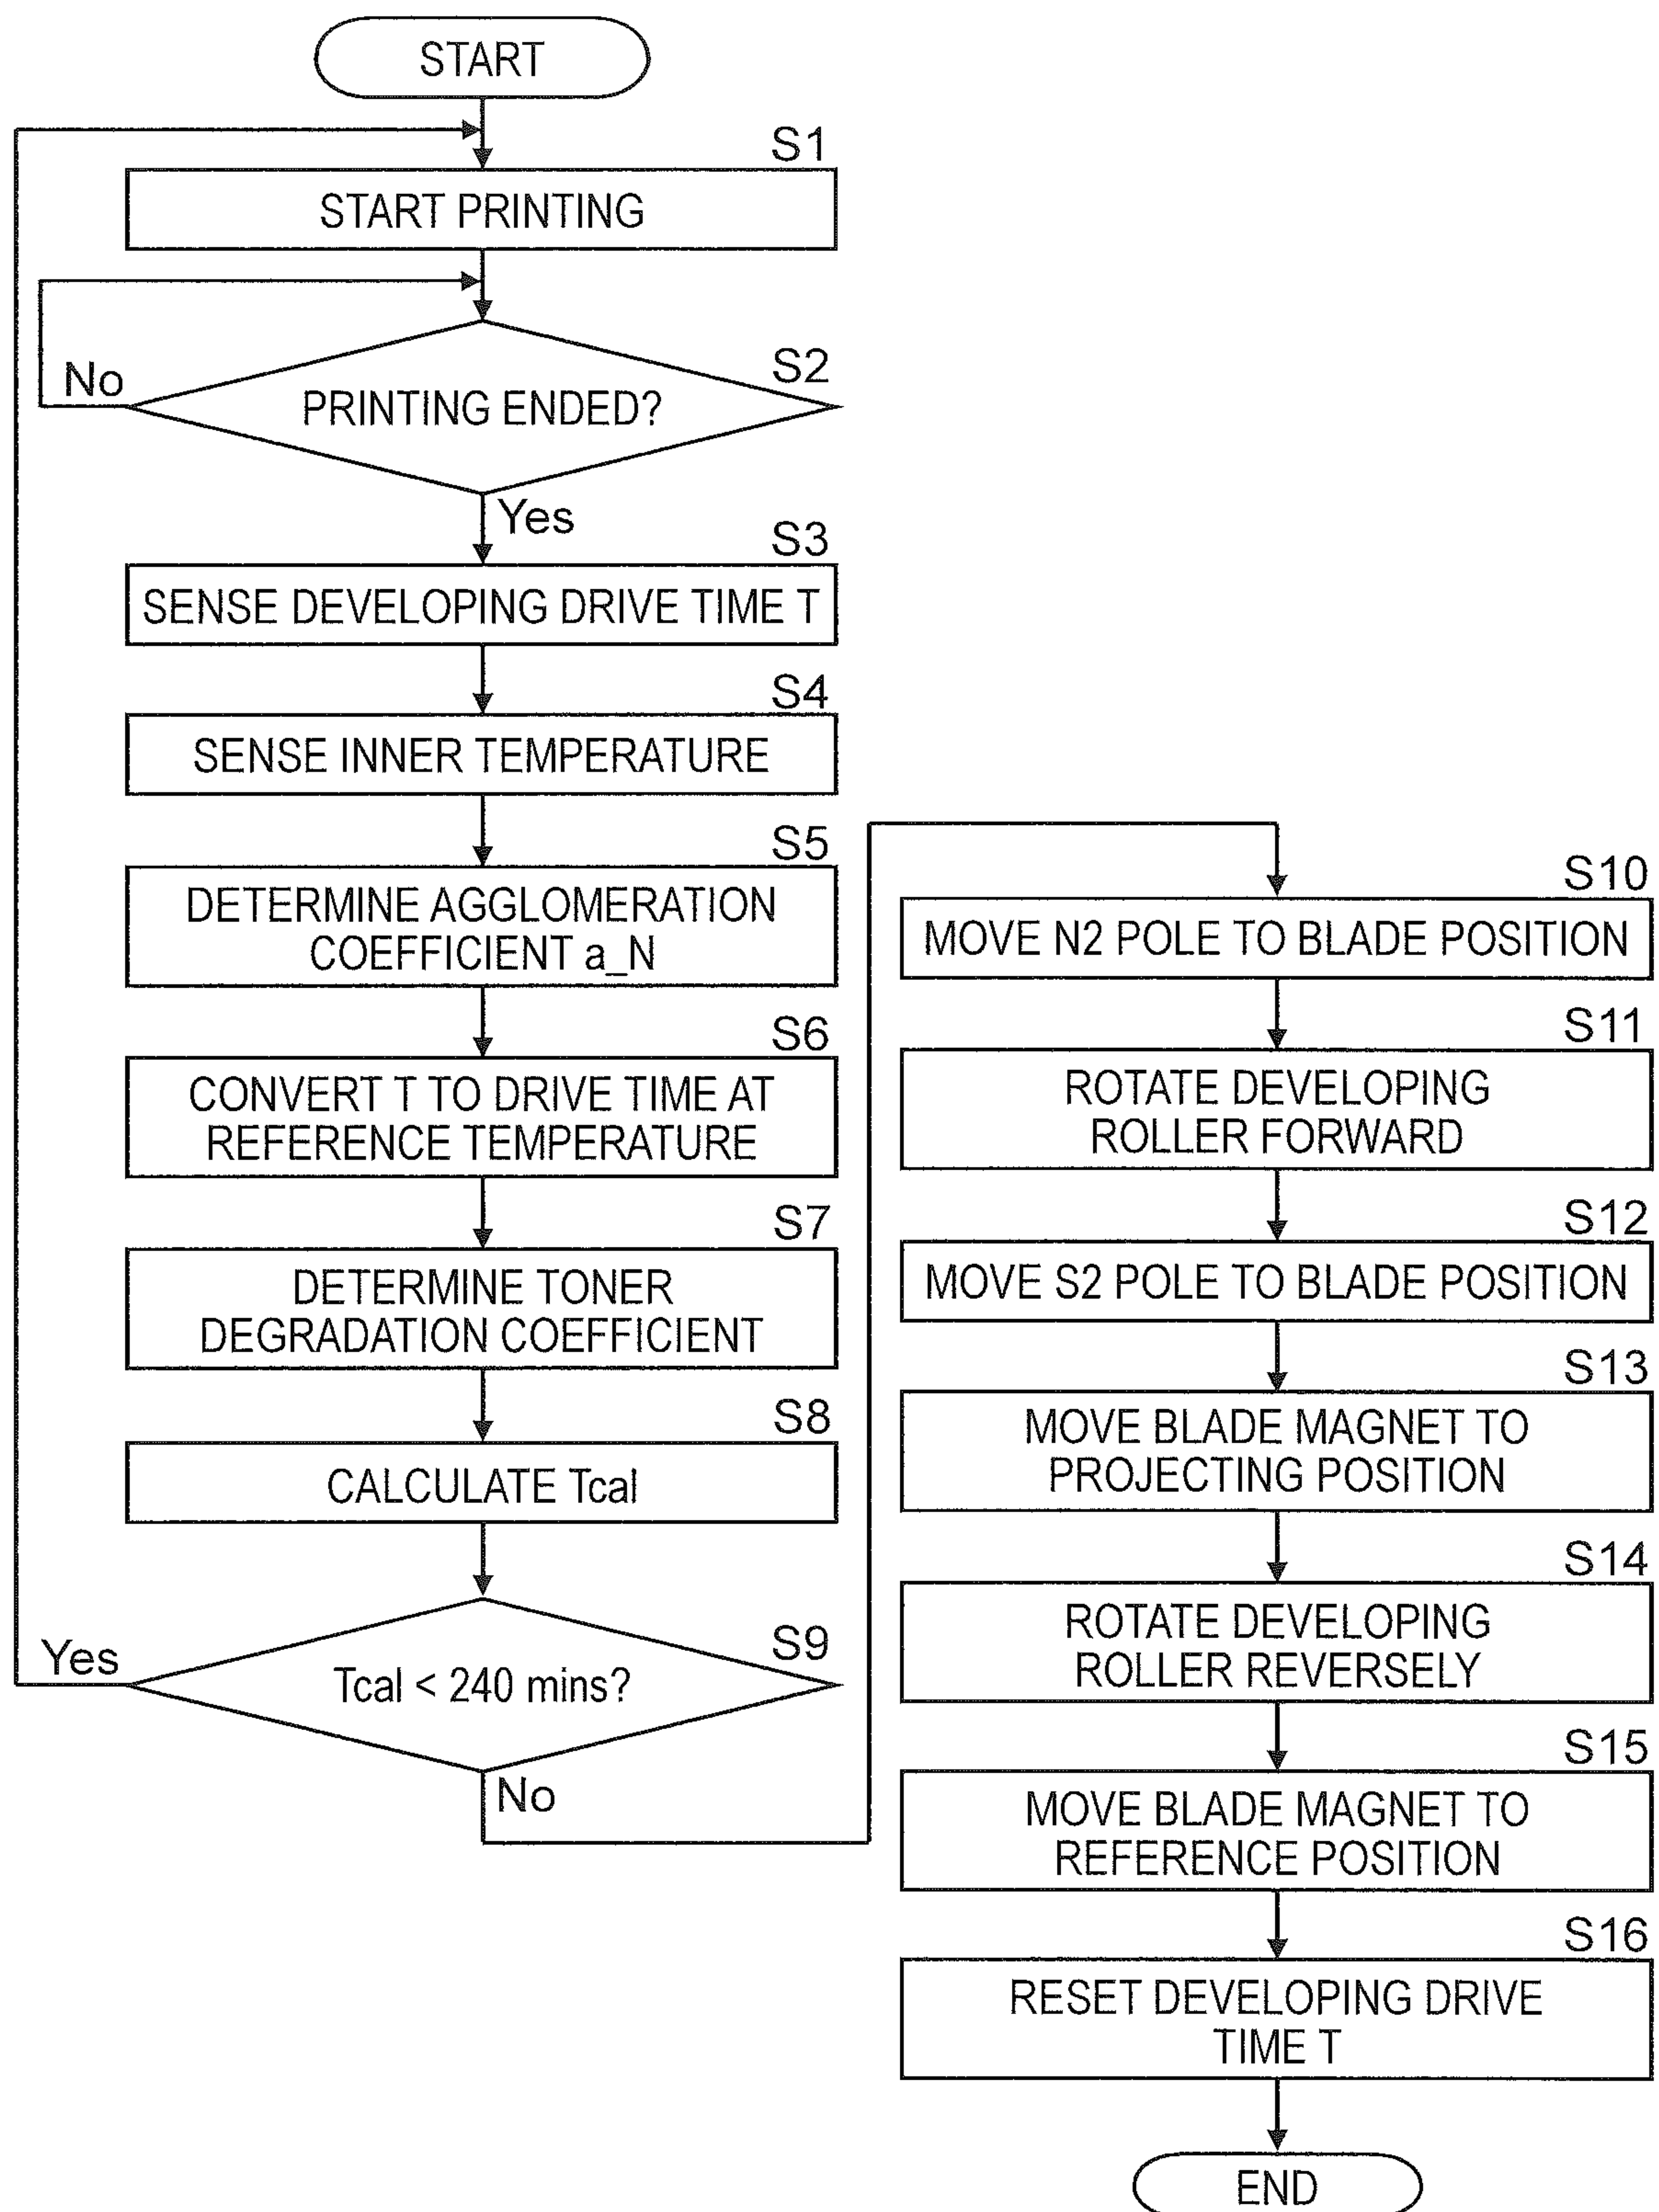 START
S1
START PRINTING
S2
No
PRINTING ENDED?
Yes
S3
SENSE DEVELOPING DRIVE TIME T
S4
SENSE INNER TEMPERATURE
S5
DETERMINE AGGLOMERATION
COEFFICIENT a_N
S6
CONVERT T TO DRIVE TIME AT
REFERENCE TEMPERATURE
S7
DETERMINE TONER
DEGRADATION COEFFICIENT
S8
CALCULATE Tcal
S9
Yes
Tcal < 240 mins?
No
S10
MOVE N2 POLE TO BLADE POSITION
S11
ROTATE DEVELOPING
ROLLER FORWARD
S12
MOVE S2 POLE TO BLADE POSITION
S13
MOVE BLADE MAGNET TO
PROJECTING POSITION
S14
ROTATE DEVELOPING
ROLLER REVERSELY
S15
MOVE BLADE MAGNET TO
REFERENCE POSITION
S16
RESET DEVELOPING DRIVE
TIME T
END